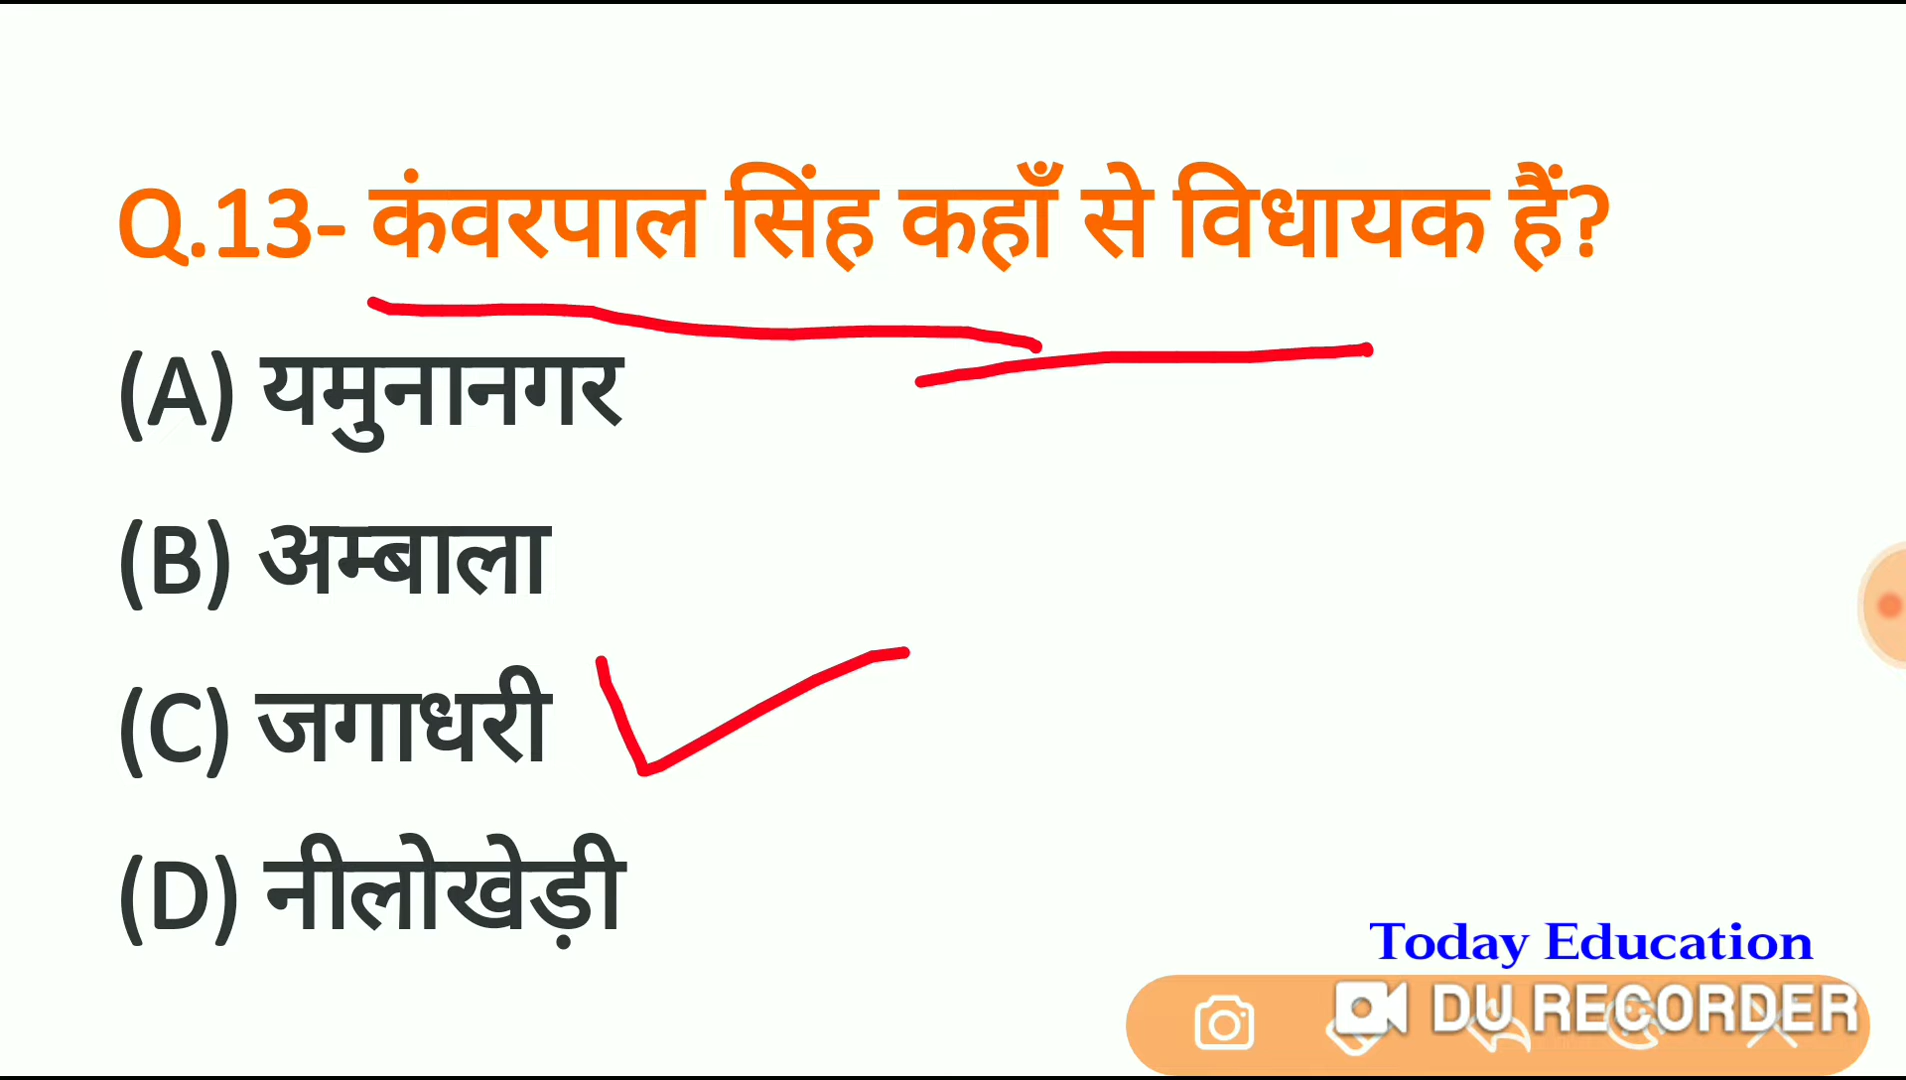 Q.13- कंवरपाल सिंह कहाँ से विधायक हैं?
(A) यमुनानगर
(B) अम्बाला
(C) जगाधरी
(D) नीलोखेड़ी
Today Education
DU RECORDER